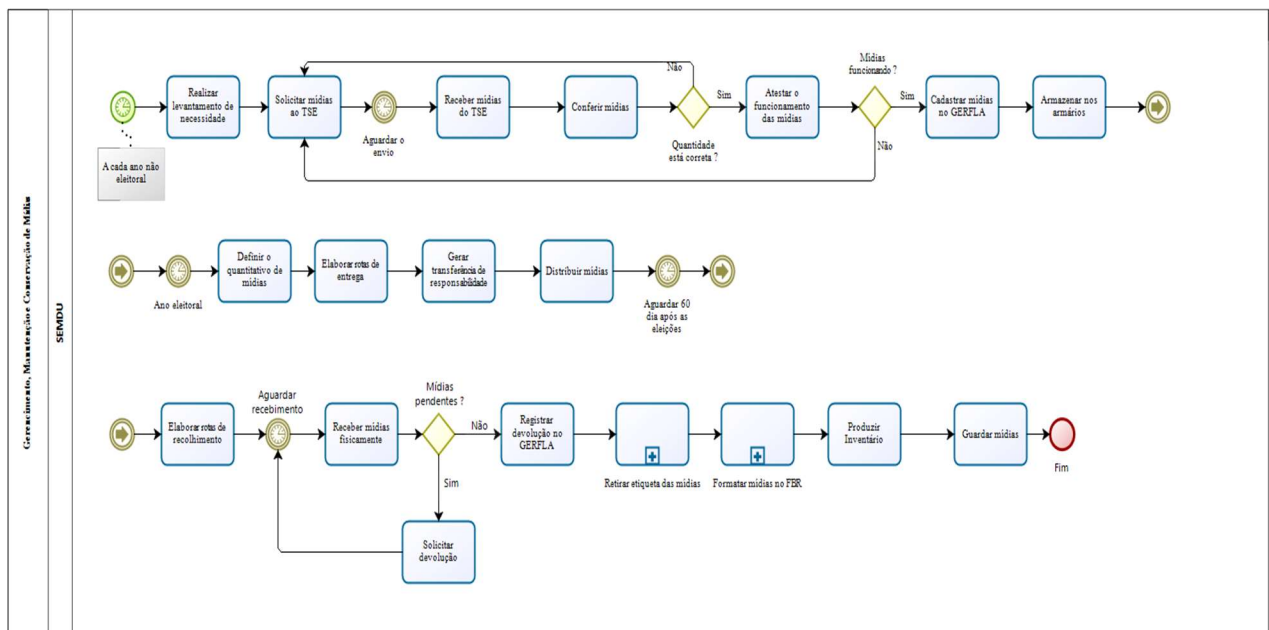 Gerenciamento, Manutenção e Conservação de Mídias
SEMDU
A cada ano não
eleitoral
Realizar
levantamento de
necessidade
Solicitar mídias
ao TSE
Aguardar o
envio
Receber mídias
do TSE
Conferir mídias
Não
Sim
Quantidade
está correta ?
Atestar o
funcionamento
das mídias
Mídias
funcionando ?
Sim
Não
Cadastrar mídias
no GERFLA
Armazenar nos
armários
Ano eleitoral
Definir o
quantitativo de
mídias
Elaborar rotas de
entrega
Gerar
transferência de
responsabilidade
Distribuir mídias
Aguardar 60
dia após as
eleições
Elaborar rotas de
recolhimento
Aguardar
recebimento
Receber mídias
fisicamente
Mídias
pendentes ?
Não
Sim
Solicitar
devolução
Registrar
devolução no
GERFLA
Retirar etiqueta das mídias
Formatar mídias no FBR
Produzir
Inventário
Guardar mídias
Fim